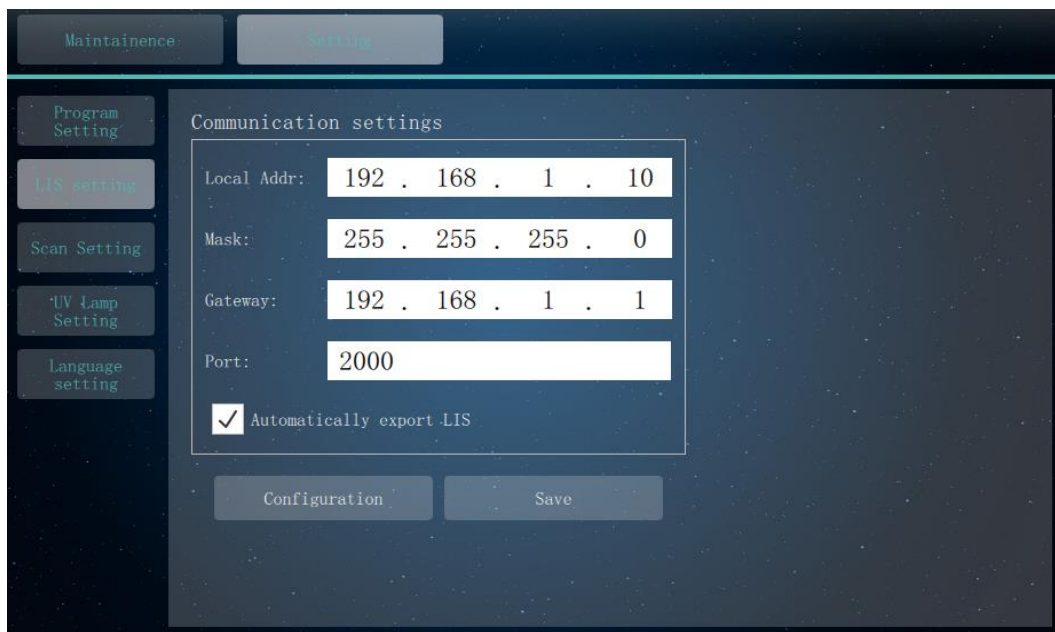 Maintainence
Setting
Program
Setting
LIS setting
Scan Setting
UV Lamp
Setting
Language
setting
Communication settings
Local Addr: 192 . 168 . 1 . 10
Mask: 255 . 255 . 255 . 0
Gateway: 192 . 168 . 1 . 1
Port: 2000
Automatically export LIS
Configuration
Save